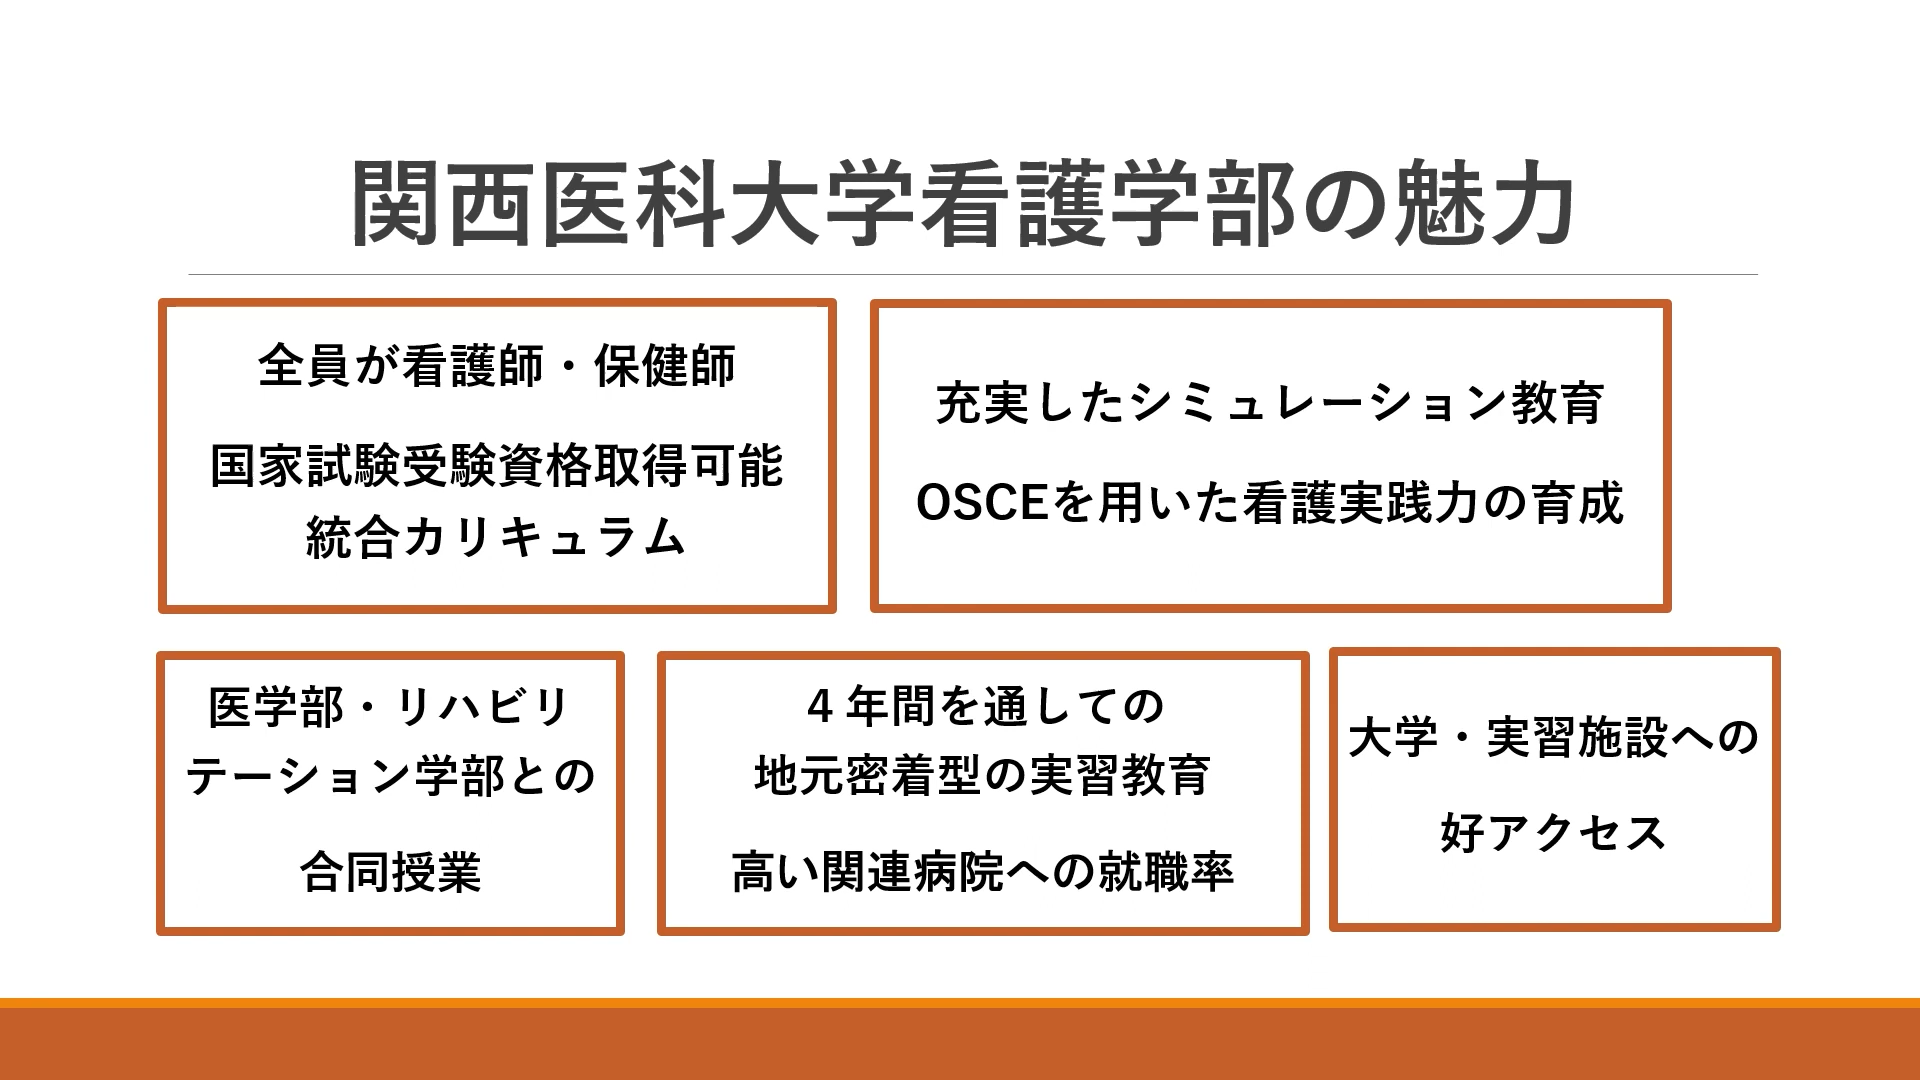 関西医科大学看護学部の魅力
全員が看護師・保健師
国家試験受験資格取得可能
統合カリキュラム
充実したシミュレーション教育
OSCEを用いた看護実践力の育成
医学部・リハビリ
テーション学部との
合同授業
４年間を通しての
地元密着型の実習教育
高い関連病院への就職率
大学・実習施設への
好アクセス